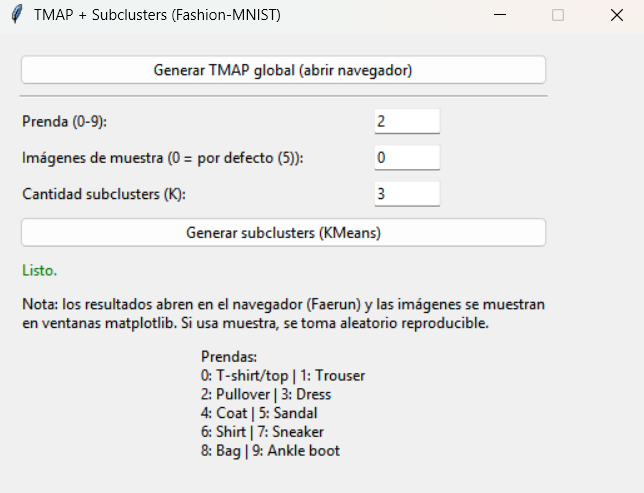 TMAP + Subclusters (Fashion-MNIST)
Generar TMAP global (abrir navegador)
Prenda (0-9): 2
Imágenes de muestra (0 = por defecto (5)): 0
Cantidad subclusters (K): 3
Generar subclusters (KMeans)
Listo.
Nota: los resultados abren en el navegador (Faerun) y las imágenes se muestran
en ventanas matplotlib. Si usa muestra, se toma aleatorio reproducible.
Prendas:
0: T-shirt/top | 1: Trouser
2: Pullover | 3: Dress
4: Coat | 5: Sandal
6: Shirt | 7: Sneaker
8: Bag | 9: Ankle boot